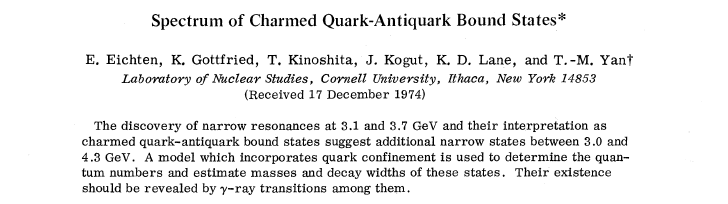 Spectrum of Charmed Quark-Antiquark Bound States*
E. Eichten, K. Gottfried, T. Kinoshita, J. Kogut, K. D. Lane, and T.-M. Yan†
Laboratory of Nuclear Studies, Cornell University, Ithaca, New York 14853
(Received 17 December 1974)
The discovery of narrow resonances at 3.1 and 3.7 GeV and their interpretation as
charmed quark-antiquark bound states suggest additional narrow states between 3.0 and
4.3 GeV. A model which incorporates quark confinement is used to determine the quan-
tum numbers and estimate masses and decay widths of these states. Their existence
should be revealed by γ-ray transitions among them.